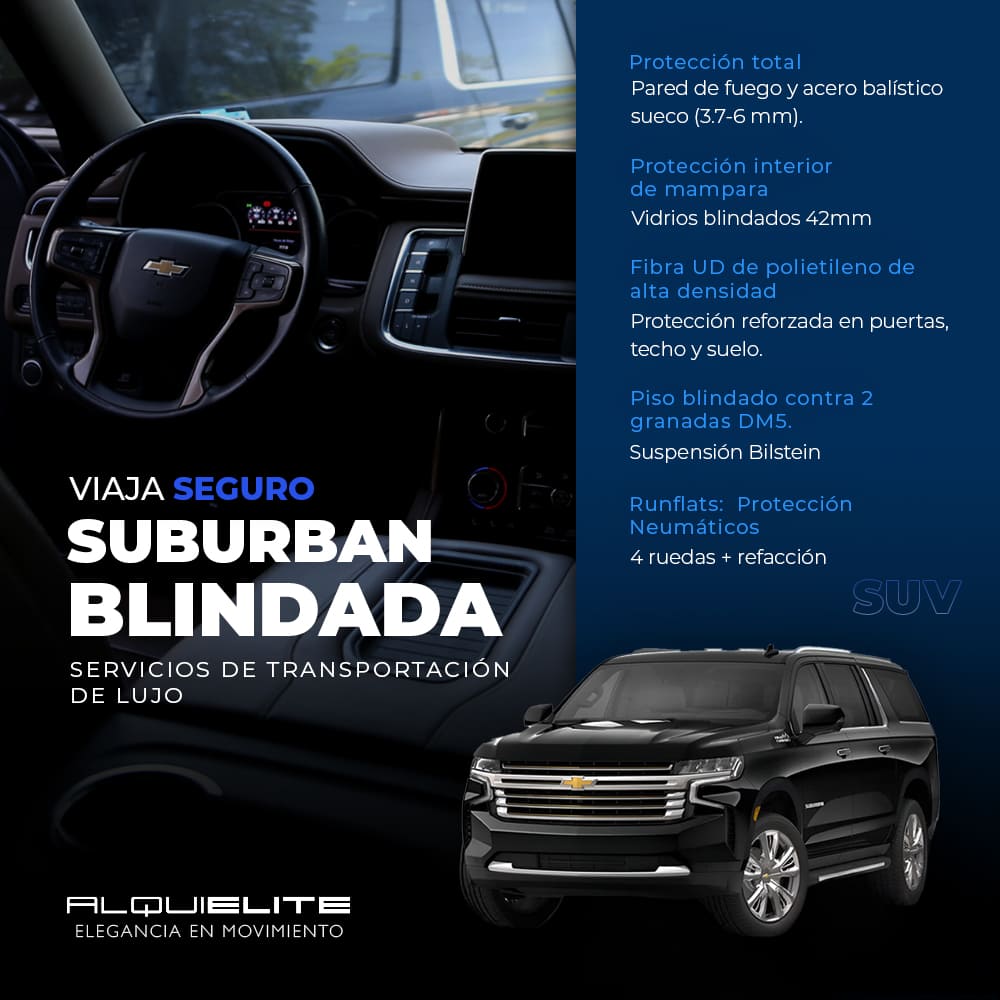 VIAJA SEGURO
SUBURBAN
BLINDADA
SERVICIOS DE TRANSPORTACIÓN
DE LUJO
ALQUIELITE
ELEGANCIA EN MOVIMIENTO
Protección total
Pared de fuego y acero balístico
sueco (3.7-6 mm).
Protección interior
de mampara
Vidrios blindados 42mm
Fibra UD de polietileno de
alta densidad
Protección reforzada en puertas,
techo y suelo.
Piso blindado contra 2
granadas DM5.
Suspensión Bilstein
Runflats:  Protección
Neumáticos
4 ruedas + refacción
SUV